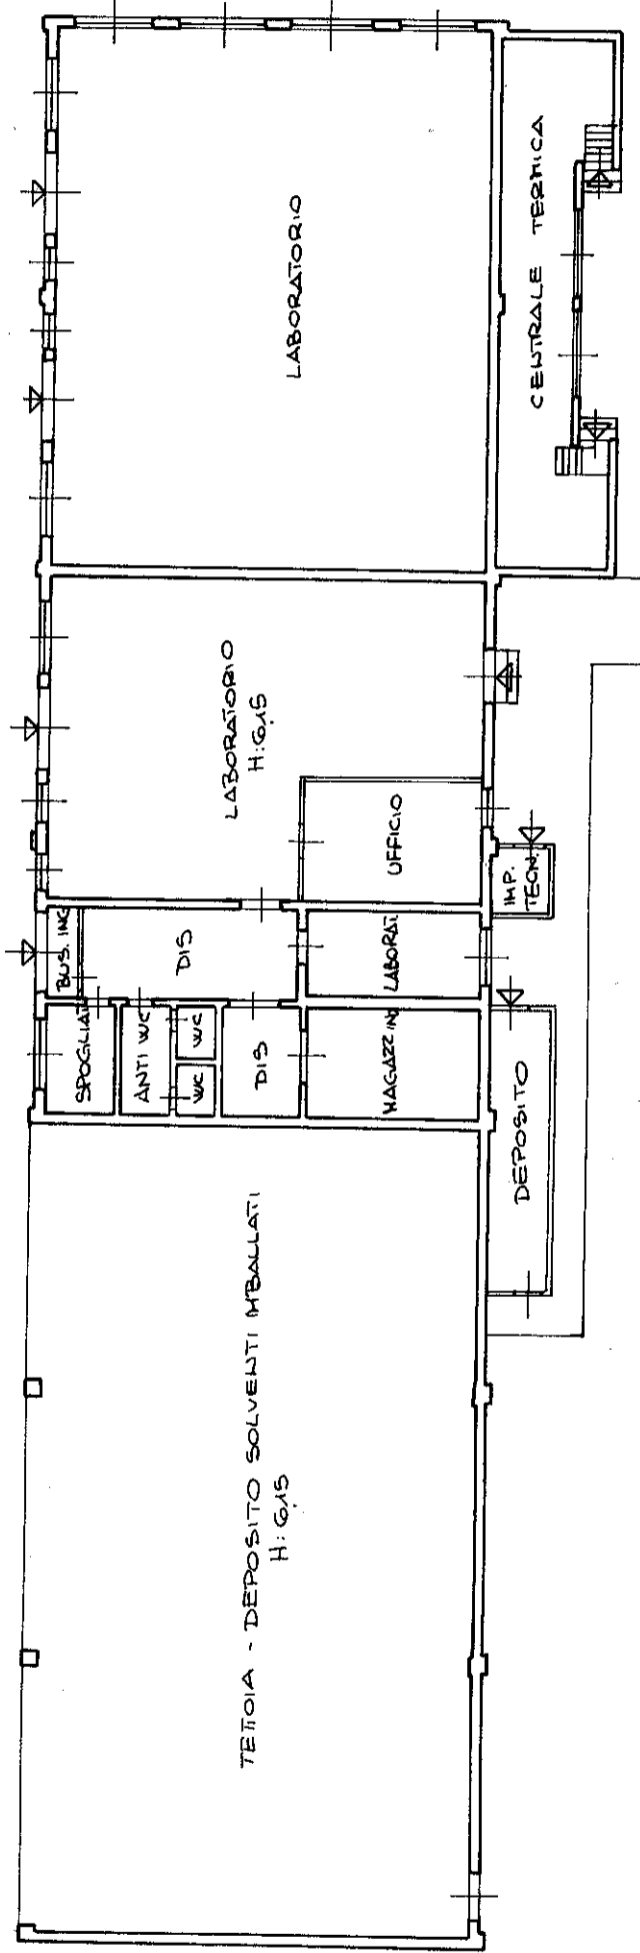 LABORATORIO
CENTRALE TERMICA
LABORATORIO
H: 6,15
UFFICIO
IMP.
TECN.
BUS. ING
DIS
LABORAT
SPOGLIAT
ANTI WC
WC
WC
DIS
MAGAZZIN
DEPOSITO
TETTOIA - DEPOSITO SOLVENTI IMBALLATI
H: 6,15